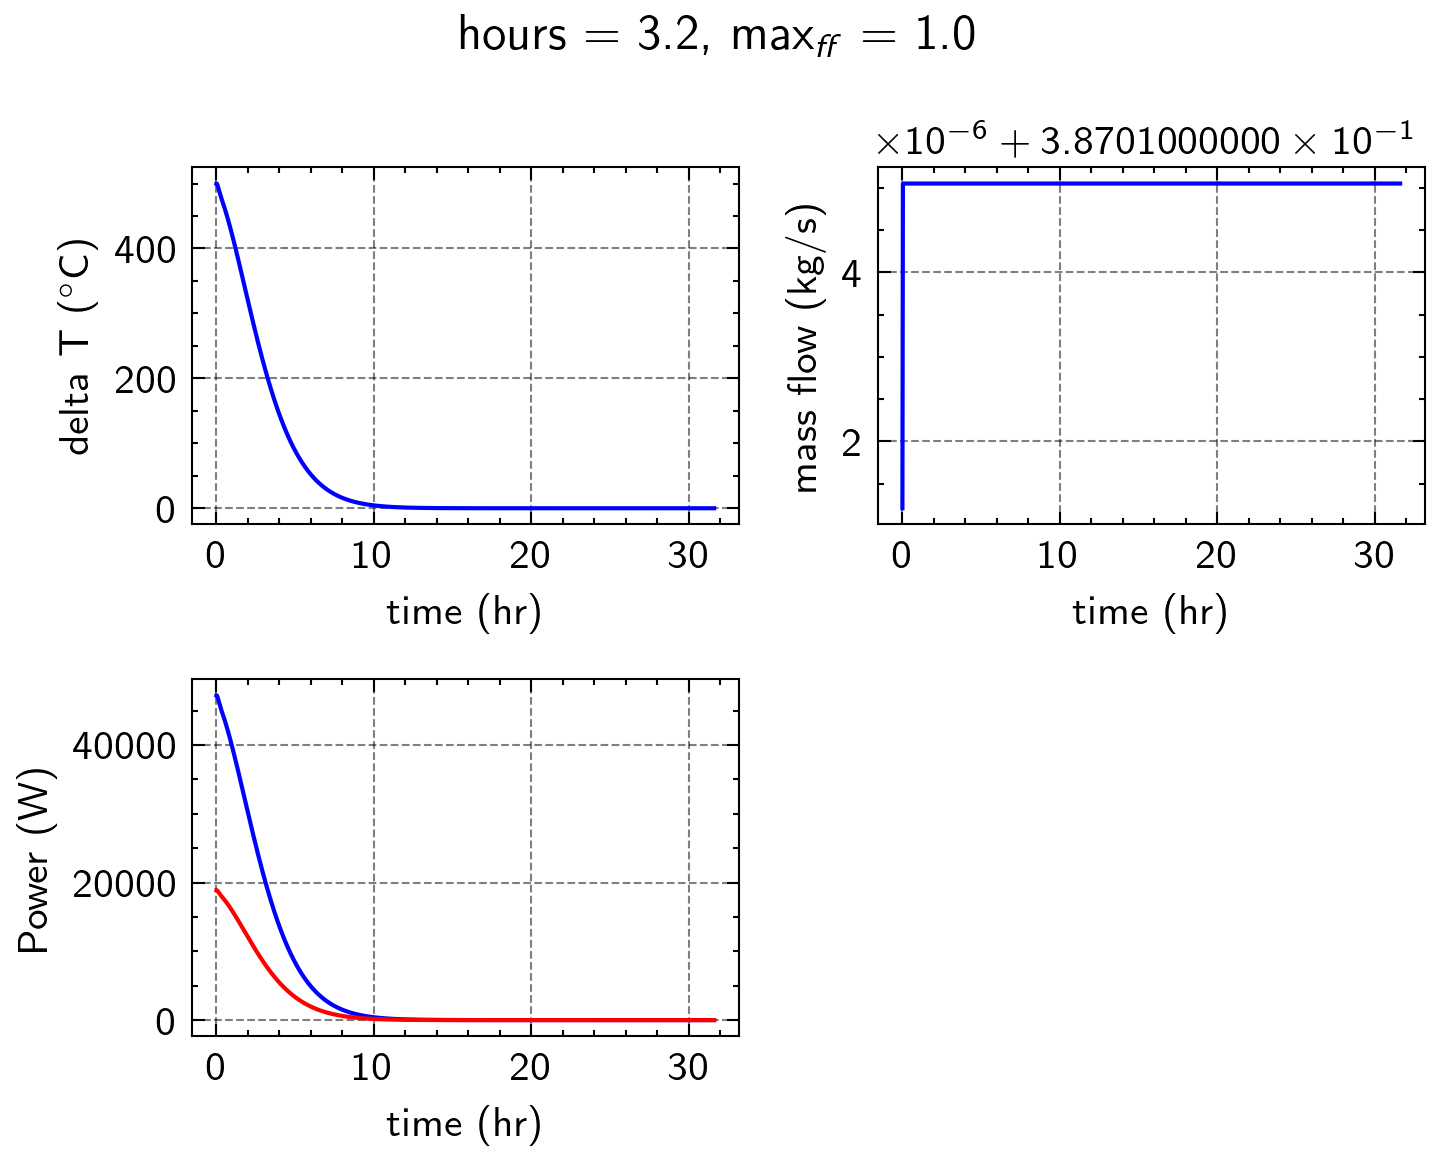 hours = 3.2, max_ff = 1.0
×10⁻⁶ + 3.8701000000 × 10⁻¹
delta T (°C)
400
200
0
0 10 20 30
time (hr)
mass flow (kg/s)
4
2
0 10 20 30
time (hr)
Power (W)
40000
20000
0
0 10 20 30
time (hr)